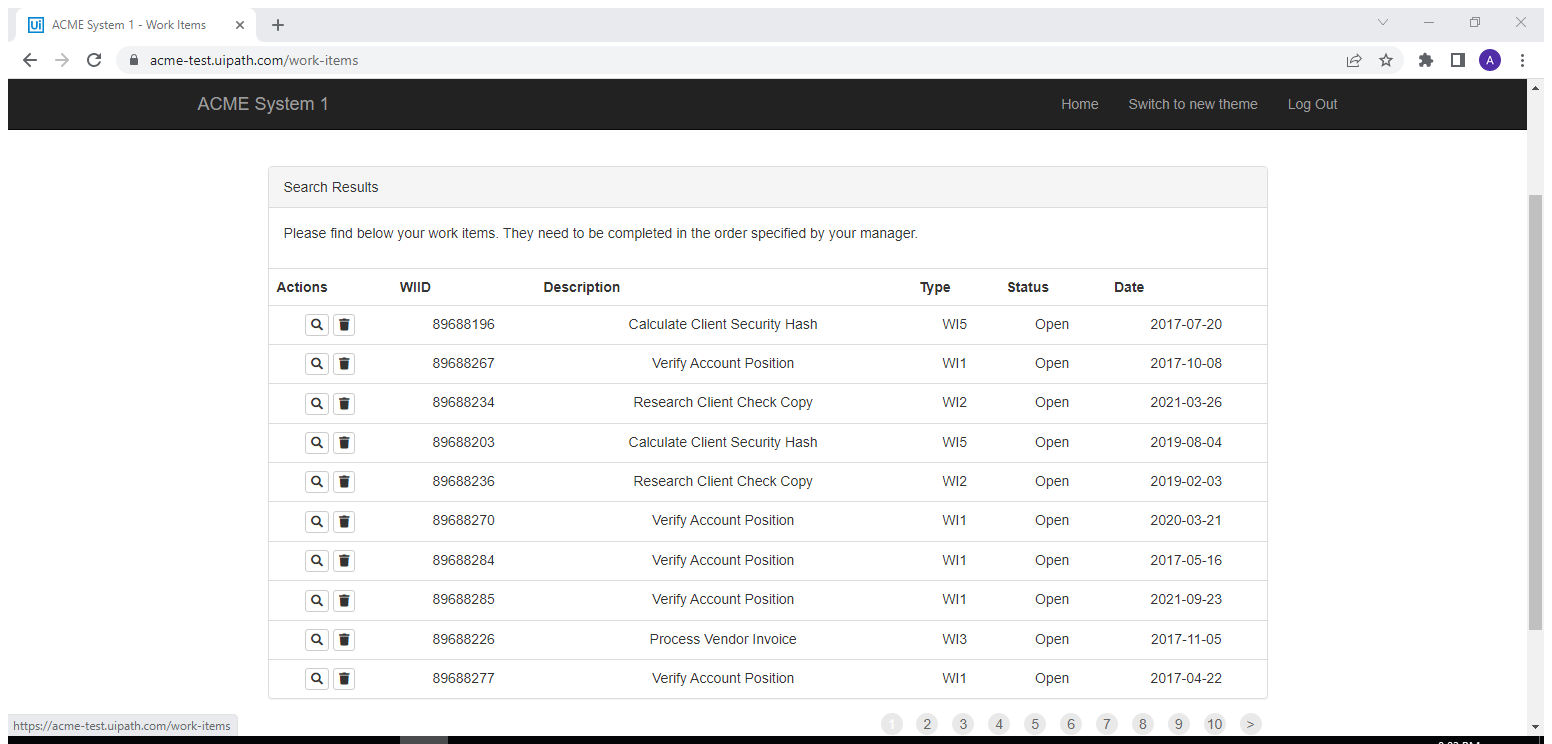 Ui ACME System 1 - Work Items
acme-test.uipath.com/work-items
A
ACME System 1 Home Switch to new theme Log Out
Search Results
Please find below your work items. They need to be completed in the order specified by your manager.
Actions WIID Description Type Status Date
89688196 Calculate Client Security Hash WI5 Open 2017-07-20
89688267 Verify Account Position WI1 Open 2017-10-08
89688234 Research Client Check Copy WI2 Open 2021-03-26
89688203 Calculate Client Security Hash WI5 Open 2019-08-04
89688236 Research Client Check Copy WI2 Open 2019-02-03
89688270 Verify Account Position WI1 Open 2020-03-21
89688284 Verify Account Position WI1 Open 2017-05-16
89688285 Verify Account Position WI1 Open 2021-09-23
89688226 Process Vendor Invoice WI3 Open 2017-11-05
89688277 Verify Account Position WI1 Open 2017-04-22
https://acme-test.uipath.com/work-items 1 2 3 4 5 6 7 8 9 10 >